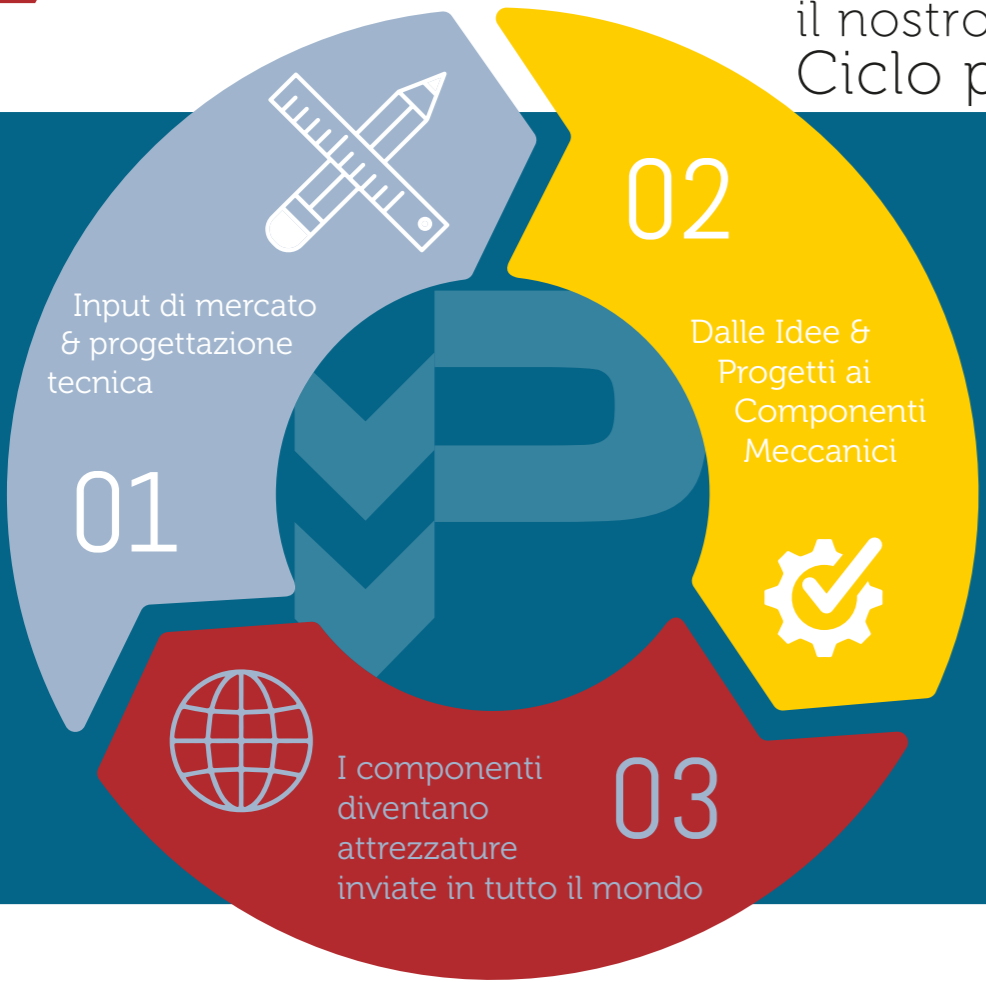 il nostro
Ciclo p
02
Input di mercato
& progettazione
tecnica
01
Dalle Idee &
Progetti ai
Componenti
Meccanici
I componenti
diventano
attrezzature
inviate in tutto il mondo
03